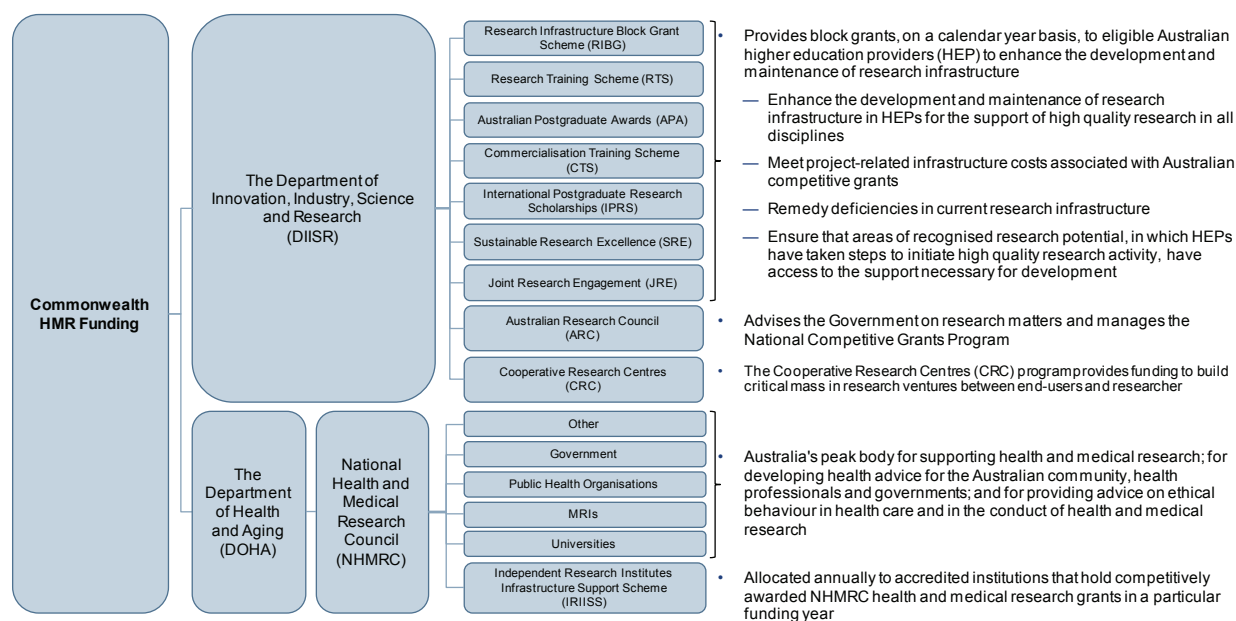 Commonwealth
HMR Funding
The Department of
Innovation, Industry, Science
and Research
(DIISR)
Research Infrastructure Block Grant
Scheme (RIBG)
Research Training Scheme (RTS)
Australian Postgraduate Awards (APA)
Commercialisation Training Scheme
(CTS)
International Postgraduate Research
Scholarships (IPRS)
Sustainable Research Excellence (SRE)
Joint Research Engagement (JRE)
• Provides block grants, on a calendar year basis, to eligible Australian
higher education providers (HEP) to enhance the development and
maintenance of research infrastructure
— Enhance the development and maintenance of research
infrastructure in HEPs for the support of high quality research in all
disciplines
— Meet project-related infrastructure costs associated with Australian
competitive grants
— Remedy deficiencies in current research infrastructure
— Ensure that areas of recognised research potential, in which HEPs
have taken steps to initiate high quality research activity, have
access to the support necessary for development
Australian Research Council
(ARC)
• Advises the Government on research matters and manages the
National Competitive Grants Program
Cooperative Research Centres
(CRC)
• The Cooperative Research Centres (CRC) program provides funding to build
critical mass in research ventures between end-users and researcher
The
Department
of Health
and Aging
(DOHA)
National
Health and
Medical
Research
Council
(NHMRC)
Other
Government
Public Health Organisations
MRIs
Universities
• Australia's peak body for supporting health and medical research; for
developing health advice for the Australian community, health
professionals and governments; and for providing advice on ethical
behaviour in health care and in the conduct of health and medical
research
Independent Research Institutes
Infrastructure Support Scheme
(IRIISS)
• Allocated annually to accredited institutions that hold competitively
awarded NHMRC health and medical research grants in a particular
funding year